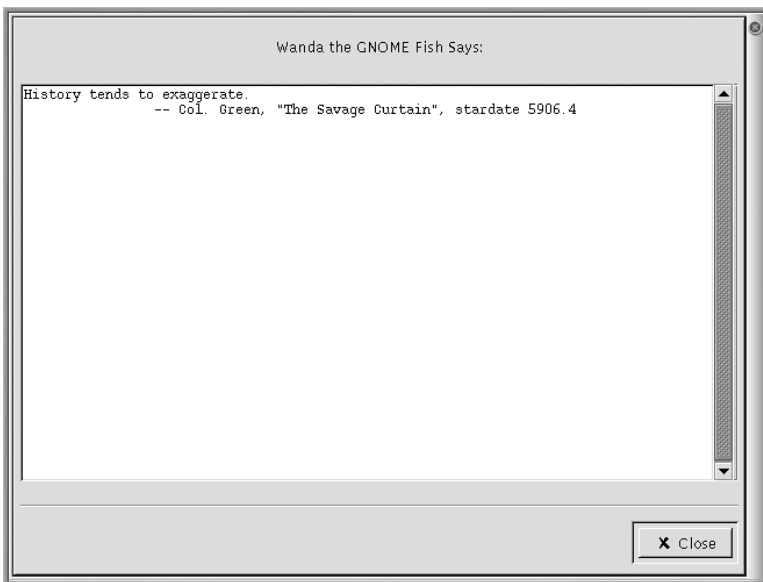 Wanda the GNOME Fish Says:
History tends to exaggerate.
-- Col. Green, "The Savage Curtain", stardate 5906.4
Close